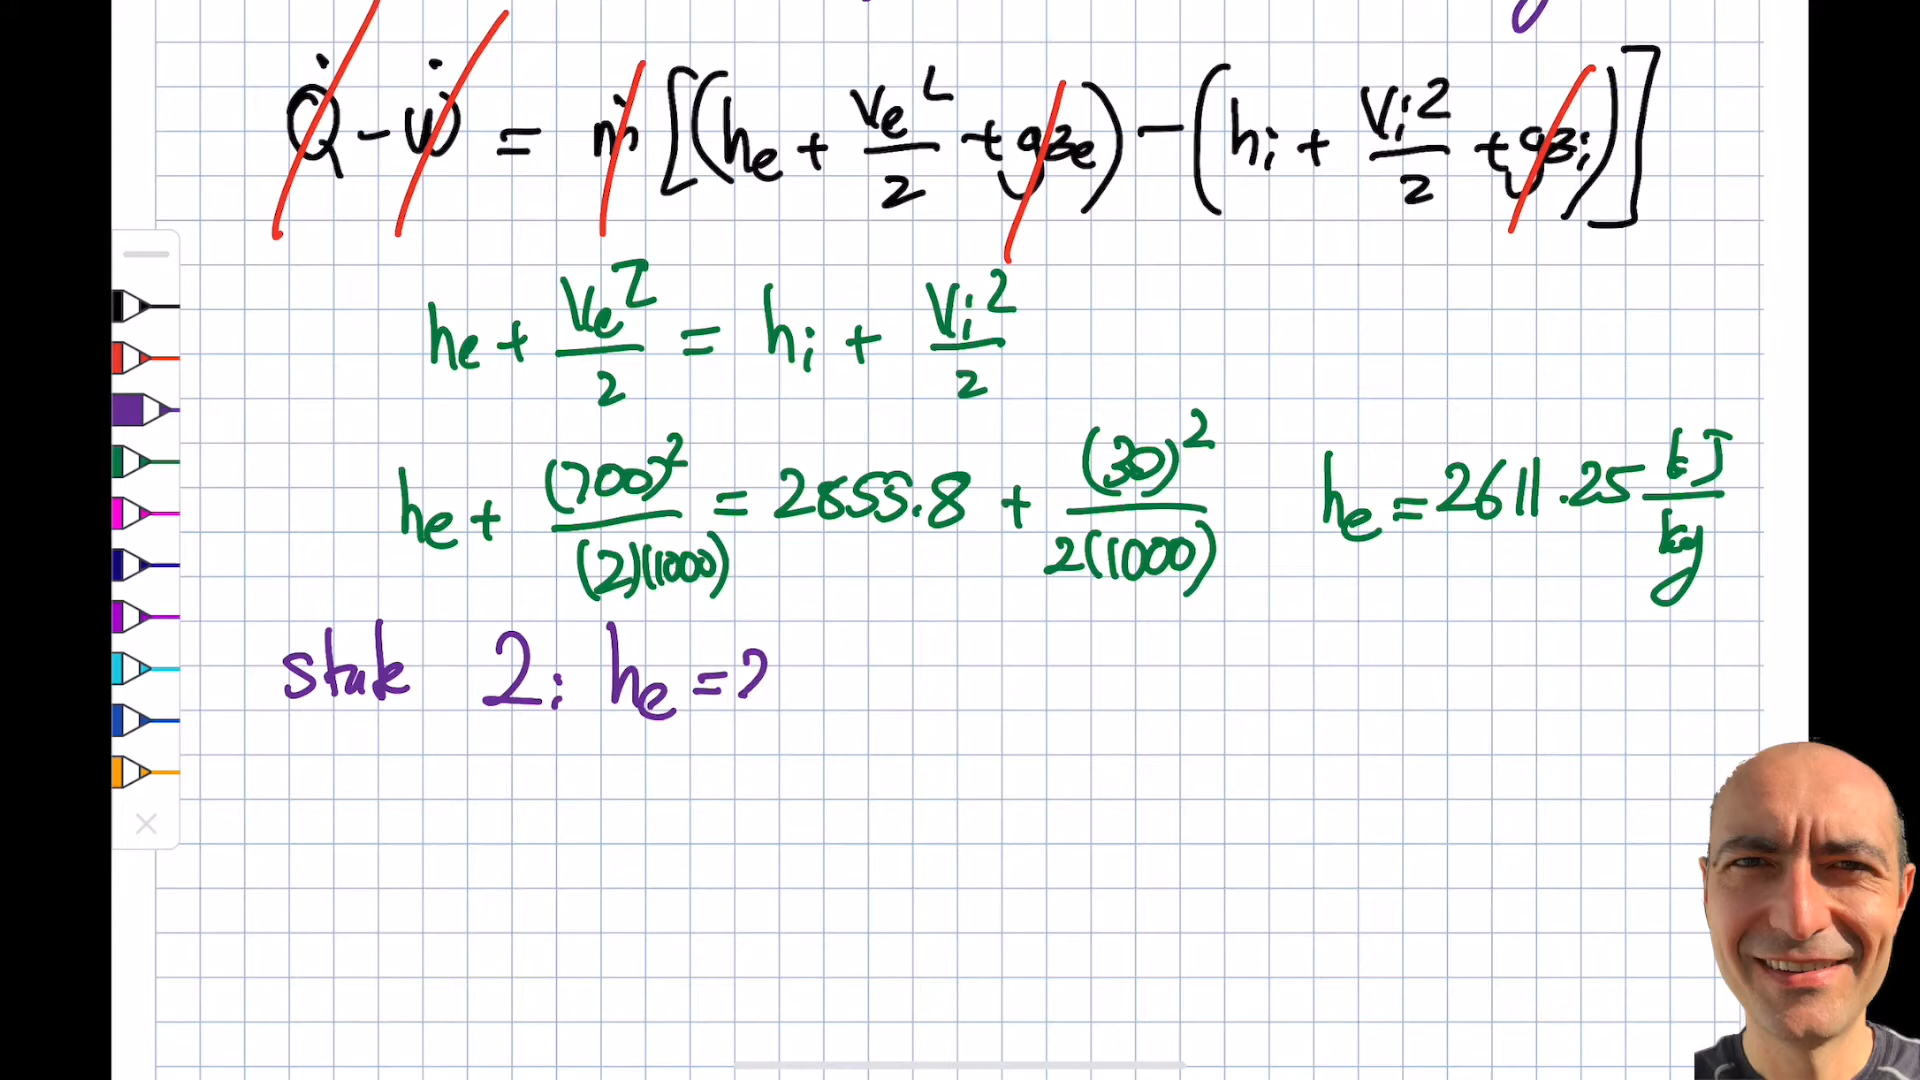 Q̇ - Ẇ = ṁ [(he + Ve²/2 + gze) - (hi + Vi²/2 + gzi)]
he + Ve²/2 = hi + Vi²/2
he + (700)²/(2)(1000) = 2855.8 + (30)²/2(1000)   he = 2611.25 kJ/kg
state 2: he = 2